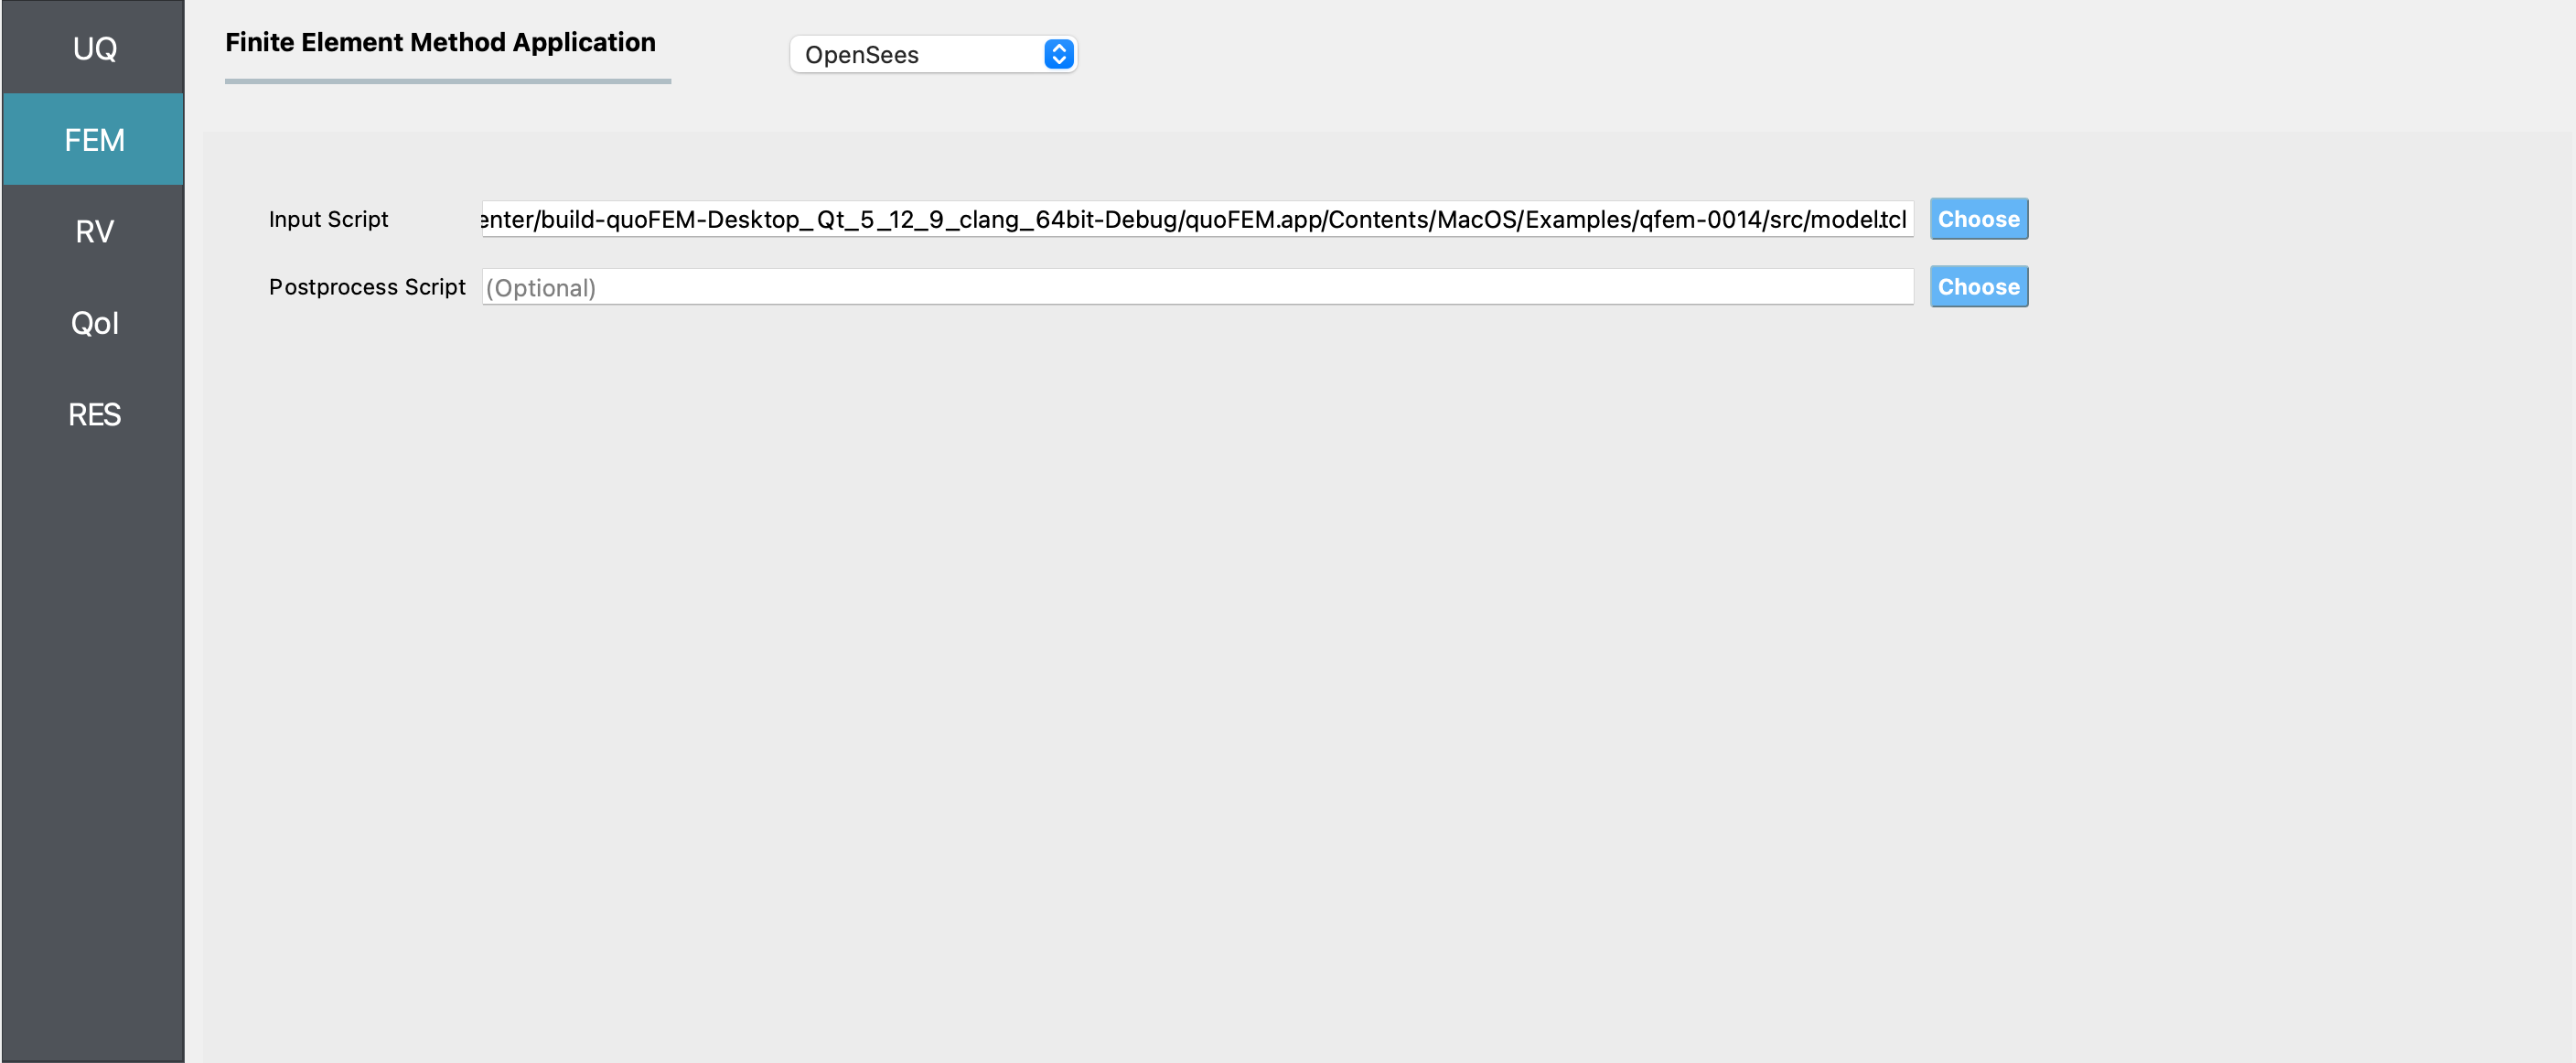 UQ
FEM
RV
QoI
RES
Finite Element Method Application
OpenSees
Input Script
enter/build-quoFEM-Desktop_Qt_5_12_9_clang_64bit-Debug/quoFEM.app/Contents/MacOS/Examples/qfem-0014/src/model.tcl
Choose
Postprocess Script
(Optional)
Choose